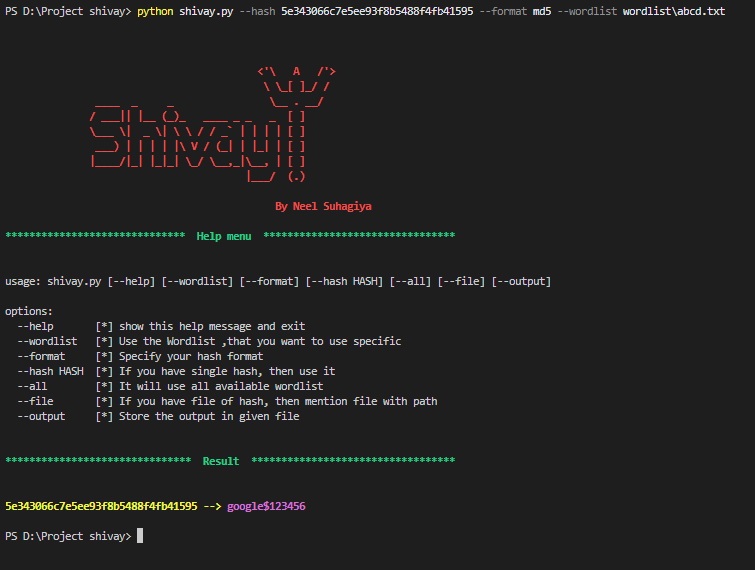 PS D:\Project shivay> python shivay.py --hash 5e343066c7e5ee93f8b5488f4fb41595 --format md5 --wordlist wordlist\abcd.txt
Shivay
By Neel Suhagiya
****************************** Help menu ********************************
usage: shivay.py [--help] [--wordlist] [--format] [--hash HASH] [--all] [--file] [--output]
options:
--help [*] show this help message and exit
--wordlist [*] Use the Wordlist ,that you want to use specific
--format [*] Specify your hash format
--hash HASH [*] If you have single hash, then use it
--all [*] It will use all available wordlist
--file [*] If you have file of hash, then mention file with path
--output [*] Store the output in given file
******************************* Result **********************************
5e343066c7e5ee93f8b5488f4fb41595 --> google$123456
PS D:\Project shivay>